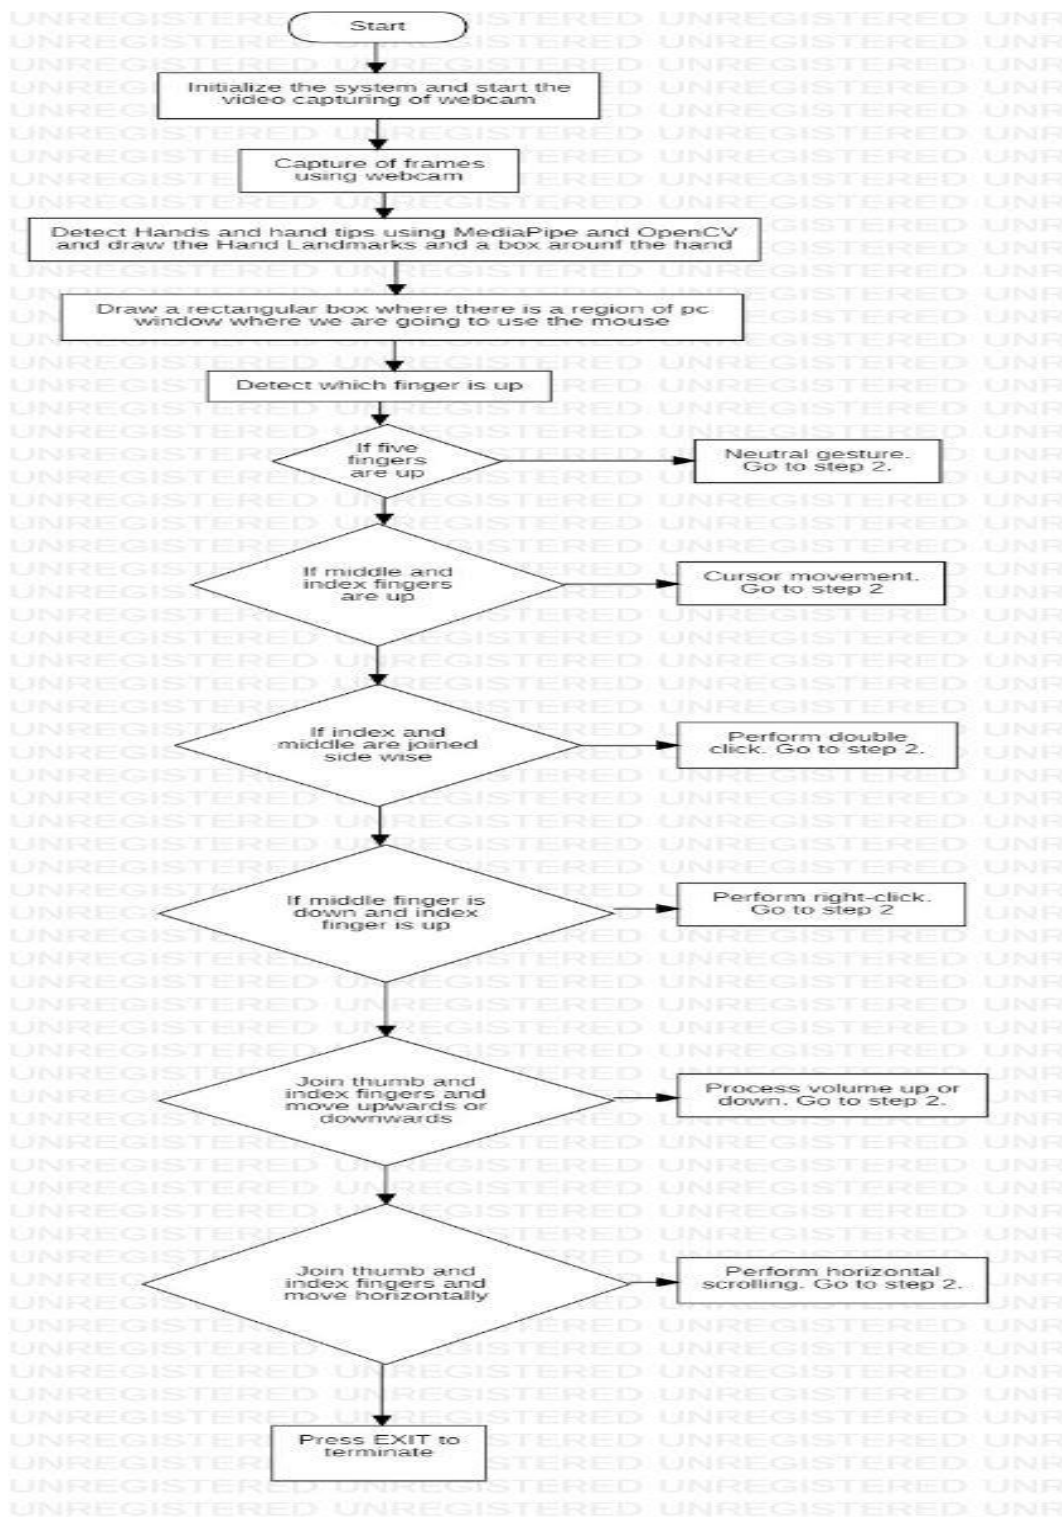 Start
Initialize the system and start the
video capturing of webcam
Capture of frames
using webcam
Detect Hands and hand tips using MediaPipe and OpenCV
and draw the Hand Landmarks and a box arounf the hand
Draw a rectangular box where there is a region of pc
window where we are going to use the mouse
Detect which finger is up
If five
fingers
are up
Neutral gesture.
Go to step 2.
If middle and
index fingers
are up
Cursor movement.
Go to step 2
If index and
middle are joined
side wise
Perform double
click. Go to step 2.
If middle finger is
down and index
finger is up
Perform right-click.
Go to step 2
Join thumb and
index fingers and
move upwards or
downwards
Process volume up or
down. Go to step 2.
Join thumb and
index fingers and
move horizontally
Perform horizontal
scrolling. Go to step 2.
Press EXIT to
terminate